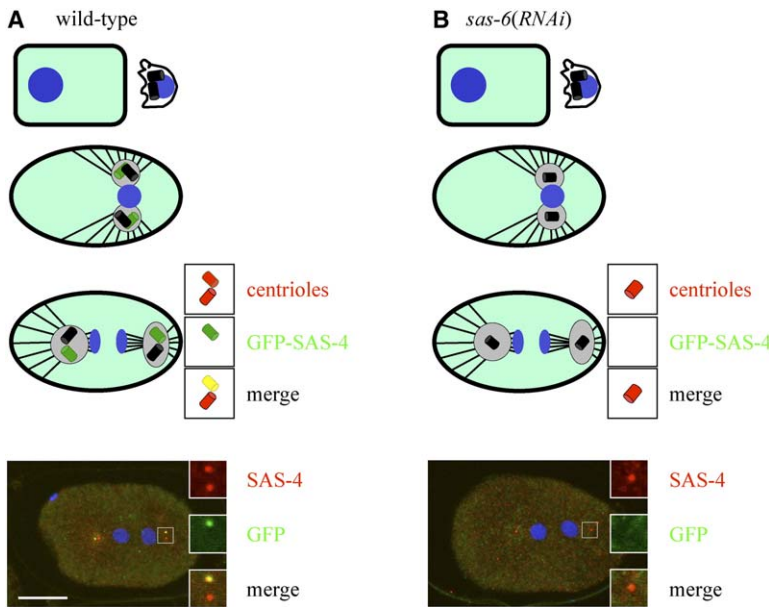 A wild-type
centrioles
GFP-SAS-4
merge
SAS-4
GFP
merge
B sas-6(RNAi)
centrioles
GFP-SAS-4
merge
SAS-4
GFP
merge